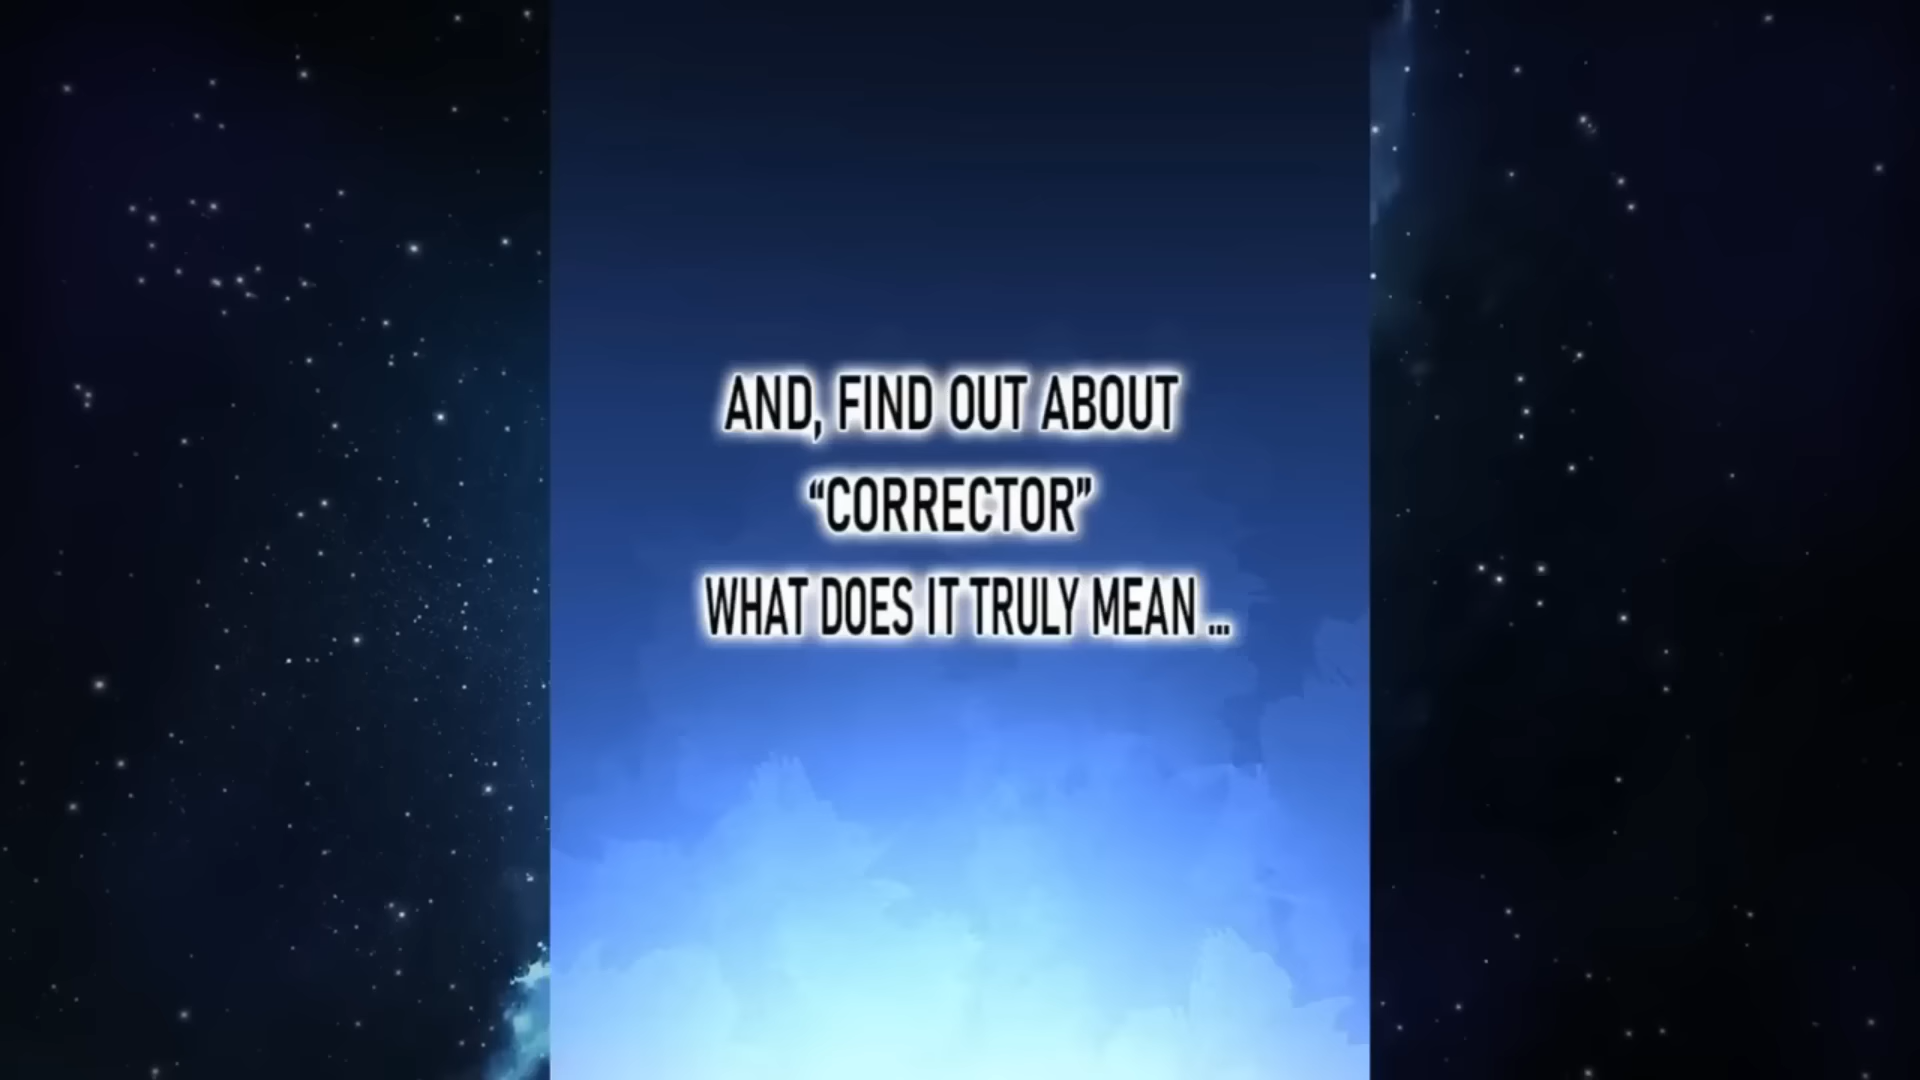 AND, FIND OUT ABOUT
“CORRECTOR”
WHAT DOES IT TRULY MEAN ...